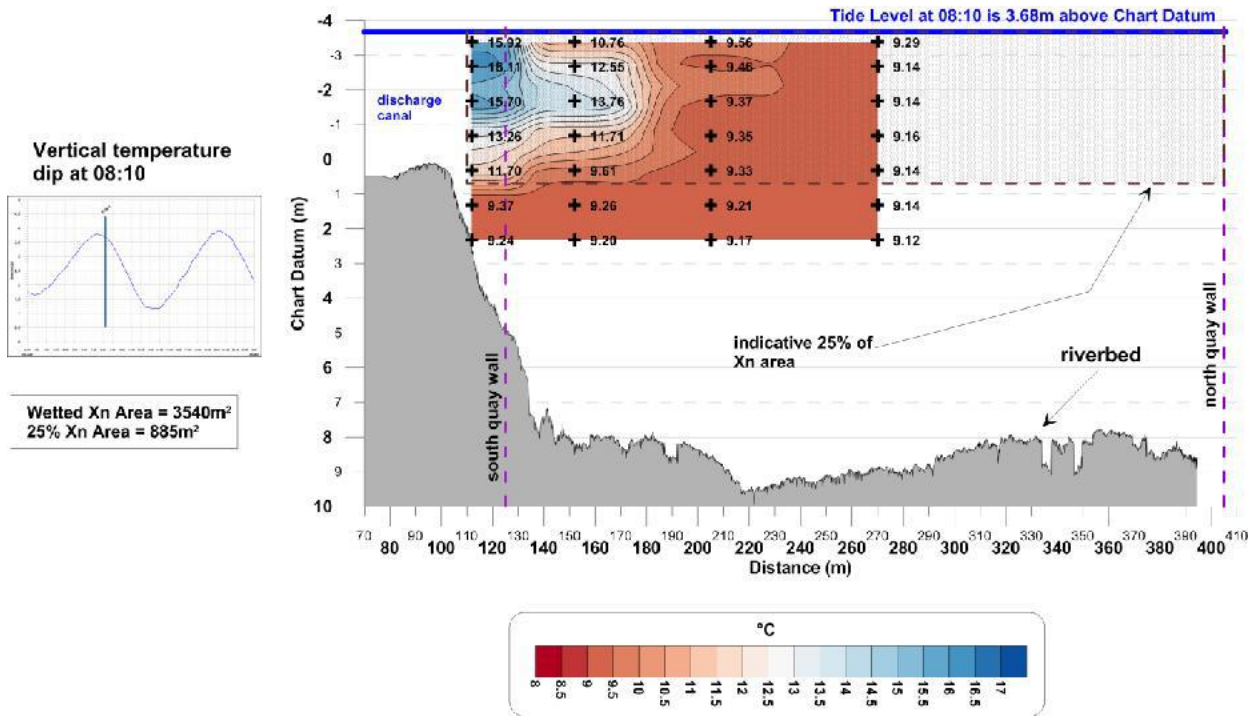 Tide Level at 08:10 is 3.68m above Chart Datum
Vertical temperature
dip at 08:10
Wetted Xn Area = 3540m²
25% Xn Area = 885m²
Chart Datum (m)
-4
-3
-2
-1
0
1
2
3
4
5
6
7
8
9
10
discharge
canal
15.92 10.76 9.56 9.29
16.11 12.55 9.46 9.14
15.70 13.76 9.37 9.14
13.26 11.71 9.35 9.16
11.70 9.61 9.33 9.14
9.37 9.26 9.21 9.14
9.24 9.20 9.17 9.12
indicative 25% of
Xn area
riverbed
south quay wall
north quay wall
70 90 110 130 150 170 190 210 230 250 270 290 310 330 350 370 390 410
80 100 120 140 160 180 200 220 240 260 280 300 320 340 360 380 400
Distance (m)
°C
8 8.5 9 9.5 10 10.5 11 11.5 12 12.5 13 13.5 14 14.5 15 15.5 16 16.5 17